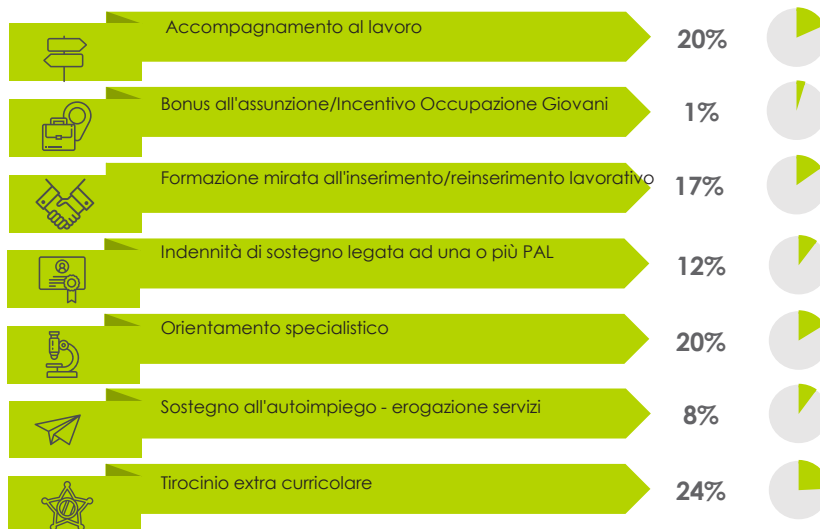 Accompagnamento al lavoro 20%
Bonus all'assunzione/Incentivo Occupazione Giovani 1%
Formazione mirata all'inserimento/reinserimento lavorativo 17%
Indennità di sostegno legata ad una o più PAL 12%
Orientamento specialistico 20%
Sostegno all'autoimpiego - erogazione servizi 8%
Tirocinio extra curricolare 24%